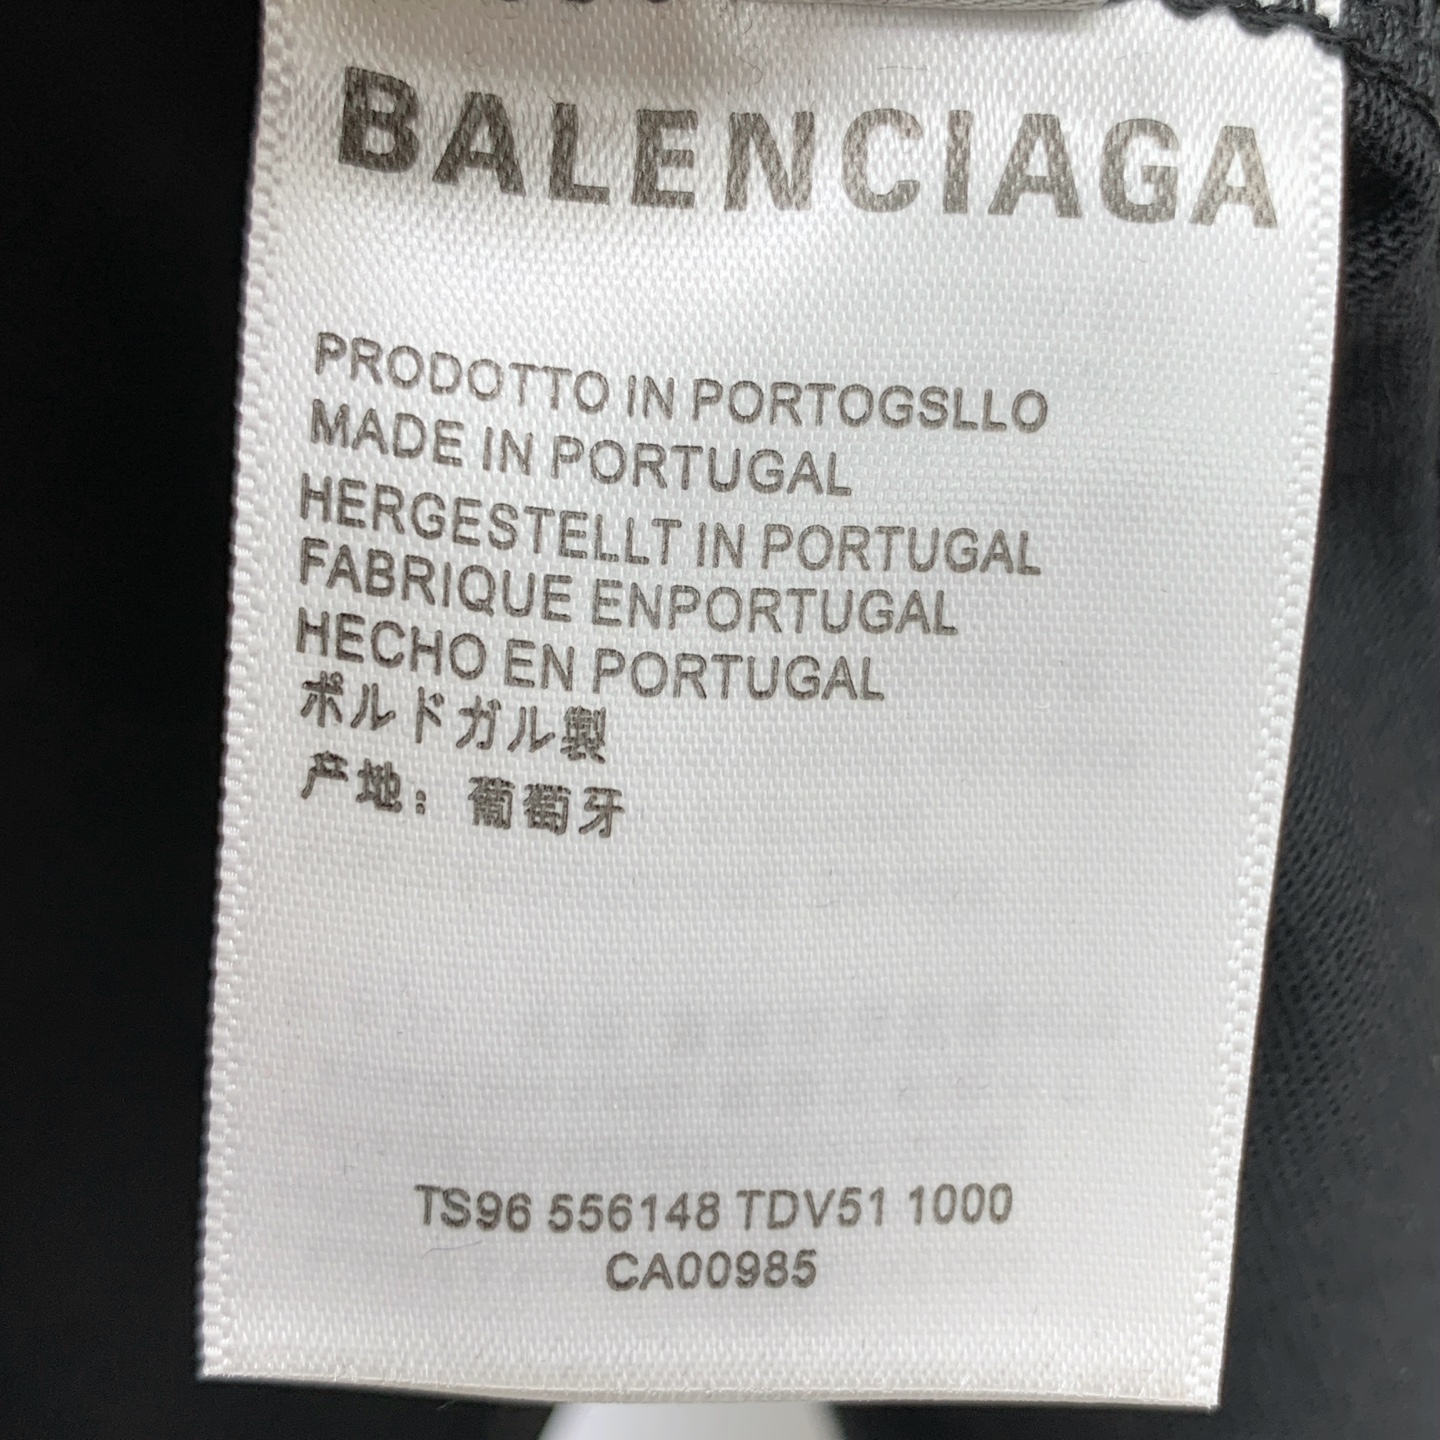 BALENCIAGA
PRODOTTO IN PORTOGSLLO
MADE IN PORTUGAL
HERGESTELLT IN PORTUGAL
FABRIQUE ENPORTUGAL
HECHO EN PORTUGAL
ポルドガル製
产地：葡萄牙
TS96 556148 TDV51 1000
CA00985